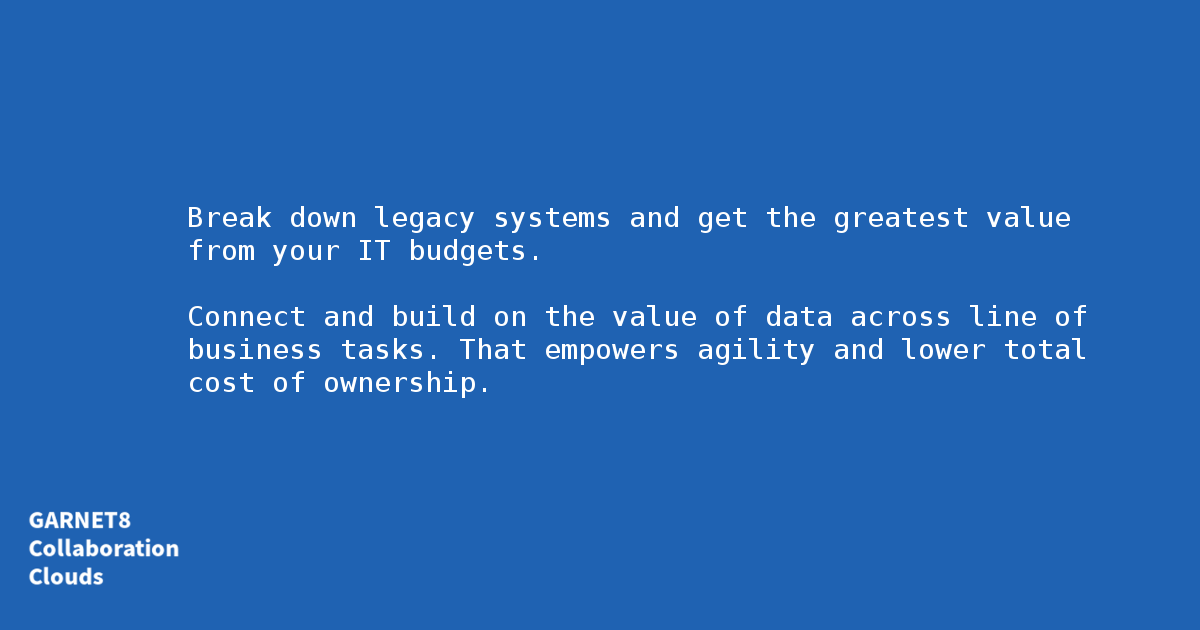 Break down legacy systems and get the greatest value
from your IT budgets.
Connect and build on the value of data across line of
business tasks. That empowers agility and lower total
cost of ownership.
GARNET8
Collaboration
Clouds